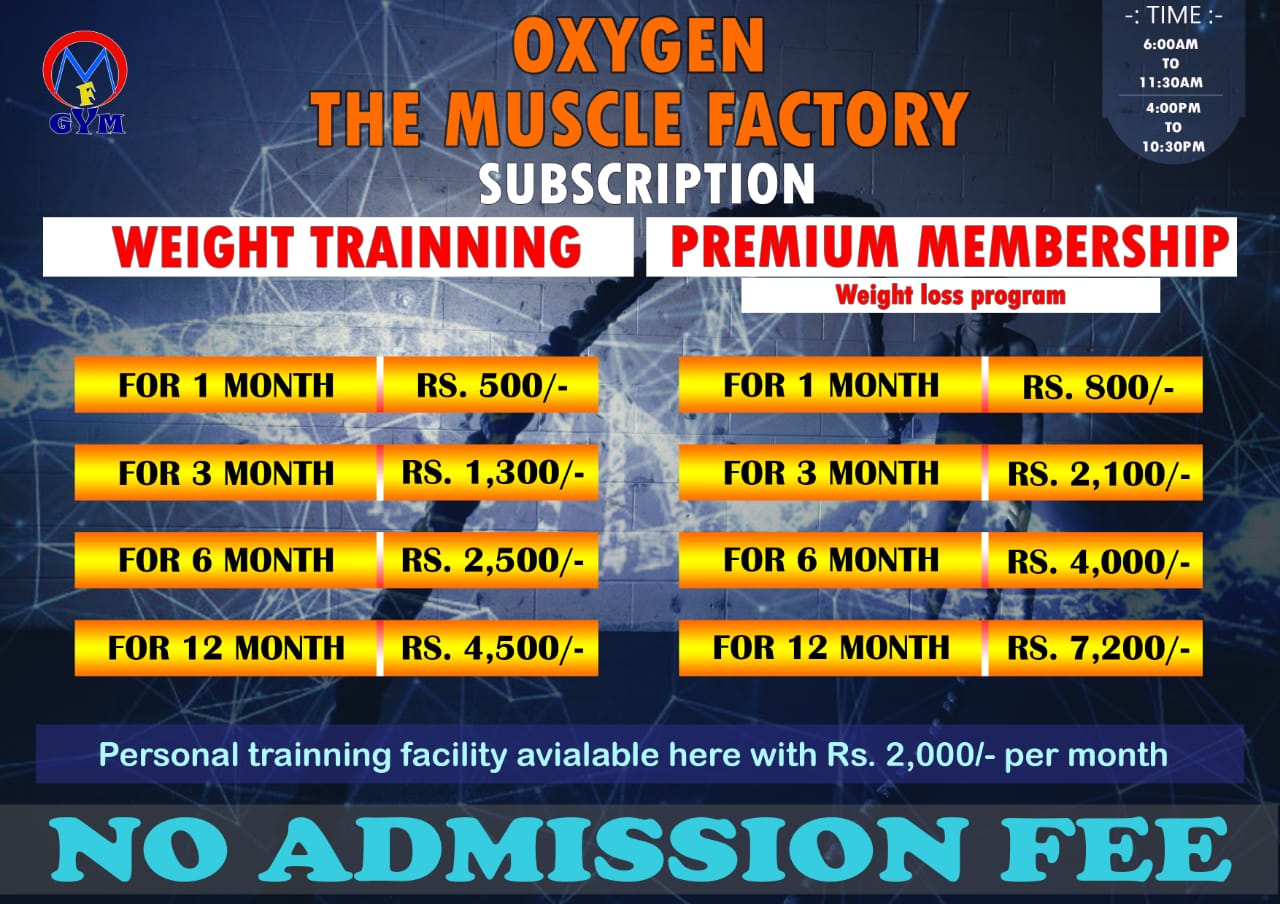 M
F
GYM
OXYGEN
THE MUSCLE FACTORY
SUBSCRIPTION
-: TIME :-
6:00AM
TO
11:30AM
4:00PM
TO
10:30PM
WEIGHT TRAINNING
FOR 1 MONTH RS. 500/-
FOR 3 MONTH RS. 1,300/-
FOR 6 MONTH RS. 2,500/-
FOR 12 MONTH RS. 4,500/-
PREMIUM MEMBERSHIP
Weight loss program
FOR 1 MONTH RS. 800/-
FOR 3 MONTH RS. 2,100/-
FOR 6 MONTH RS. 4,000/-
FOR 12 MONTH RS. 7,200/-
Personal trainning facility avialable here with Rs. 2,000/- per month
NO ADMISSION FEE